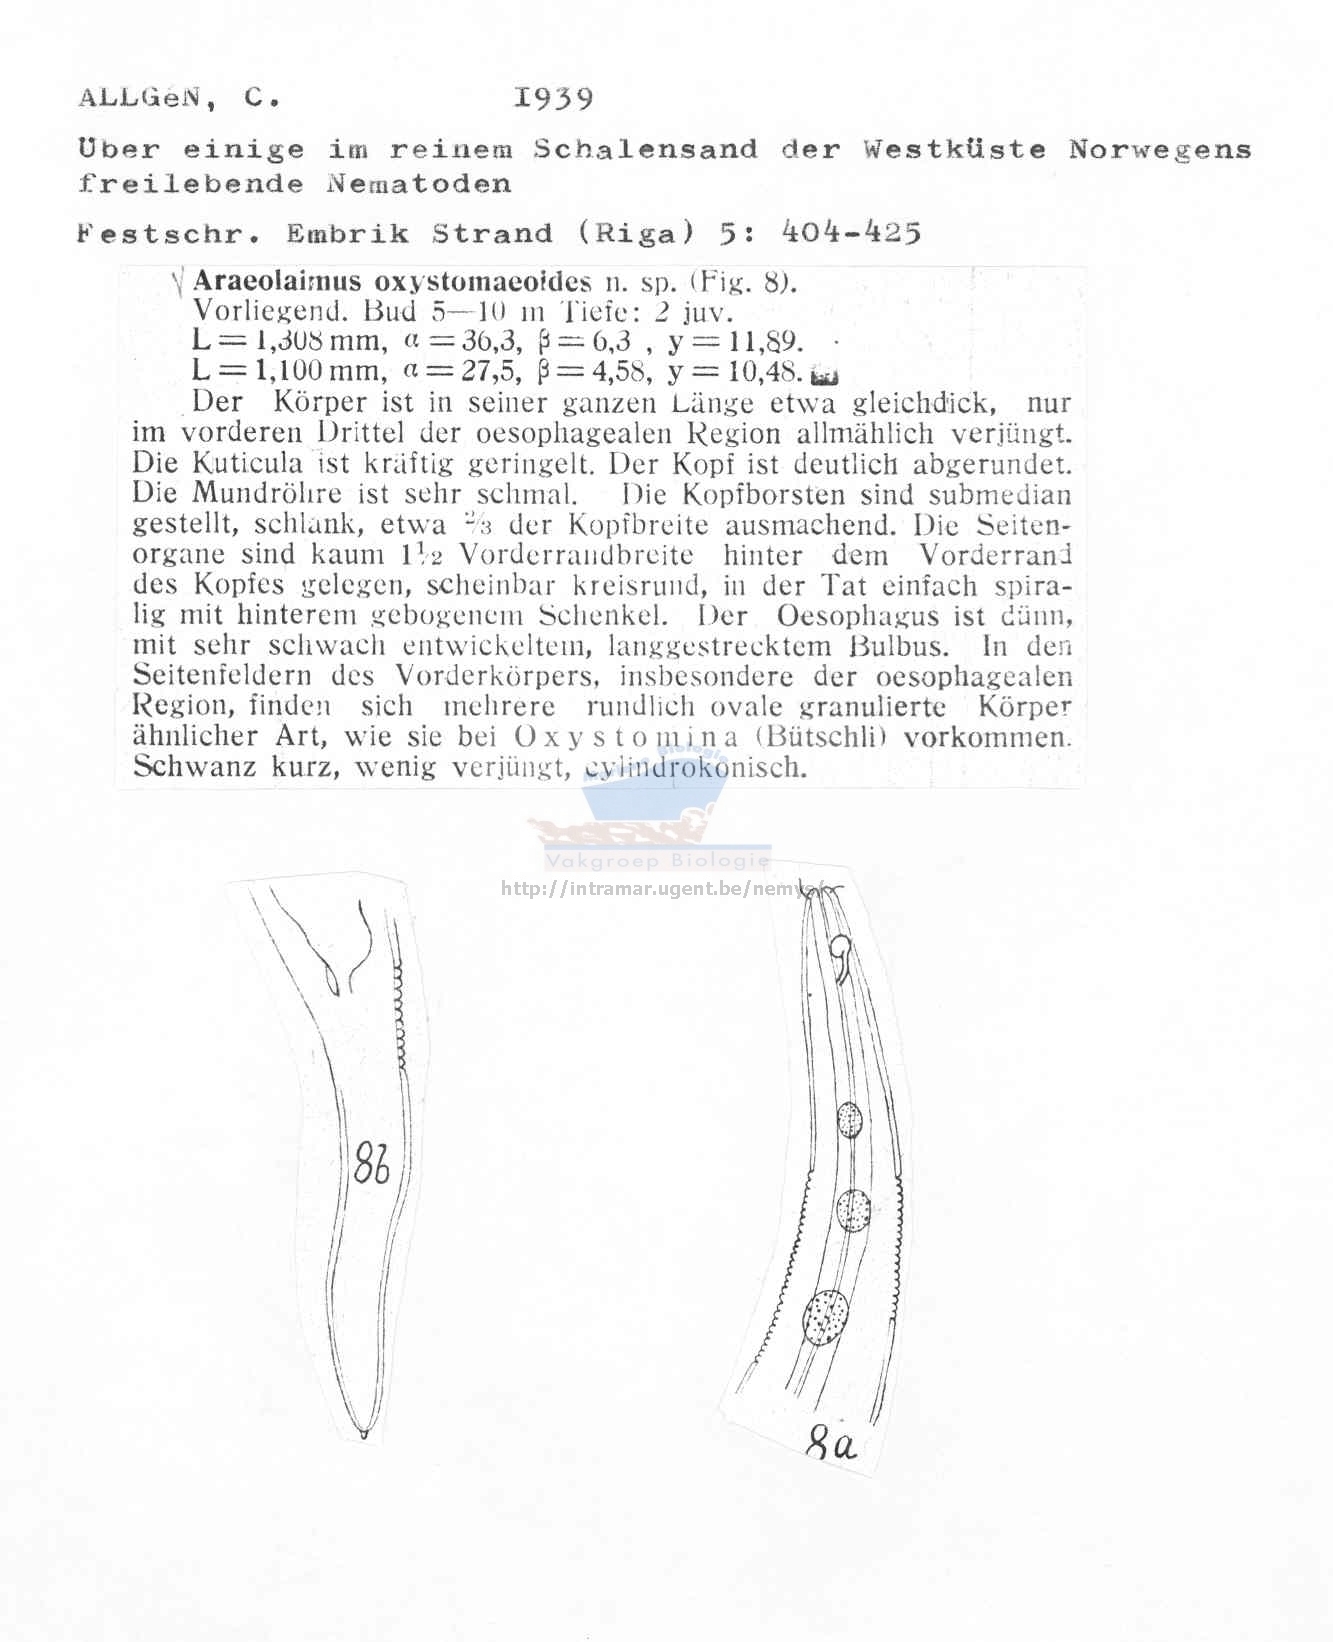 ALLGéN, C. 1939
Über einige im reinem Schalensand der Westküste Norwegens
freilebende Nematoden
Festschr. Embrik Strand (Riga) 5: 404-425
Araeolaimus oxystomaeoides n. sp. (Fig. 8).
Vorliegend. Bud 5—10 m Tiefe: 2 juv.
L = 1,308 mm, α = 36,3, β = 6,3 , y = 11,89.
L = 1,100 mm, α = 27,5, β = 4,58, y = 10,48.
Der Körper ist in seiner ganzen Länge etwa gleichdick, nur
im vorderen Drittel der oesophagealen Region allmählich verjüngt.
Die Kuticula ist kräftig geringelt. Der Kopf ist deutlich abgerundet.
Die Mundröhre ist sehr schmal. Die Kopfborsten sind submedian
gestellt, schlank, etwa ²/₃ der Kopfbreite ausmachend. Die Seiten-
organe sind kaum 1½ Vorderrandbreite hinter dem Vorderrand
des Kopfes gelegen, scheinbar kreisrund, in der Tat einfach spira-
lig mit hinterem gebogenem Schenkel. Der Oesophagus ist dünn,
mit sehr schwach entwickeltem, langgestrecktem Bulbus. In den
Seitenfeldern des Vorderkörpers, insbesondere der oesophagealen
Region, finden sich mehrere rundlich ovale granulierte Körper
ähnlicher Art, wie sie bei Oxystomina (Bütschli) vorkommen.
Schwanz kurz, wenig verjüngt, cylindrokonisch.
Marine Biologie
Vakgroep Biologie
http://intramar.ugent.be/nemys/
8b
8a